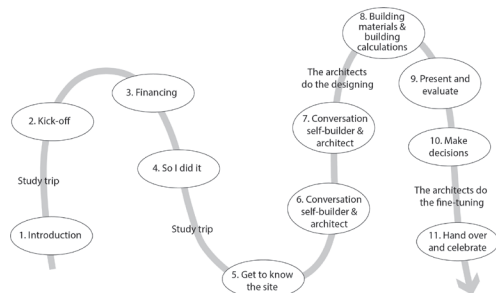 1. Introduction
Study trip
2. Kick-off
3. Financing
4. So I did it
Study trip
5. Get to know
the site
6. Conversation
self-builder &
architect
7. Conversation
self-builder &
architect
The architects
do the designing
8. Building
materials &
building
calculations
9. Present and
evaluate
10. Make
decisions
The architects do
the fine-tuning
11. Hand over
and celebrate